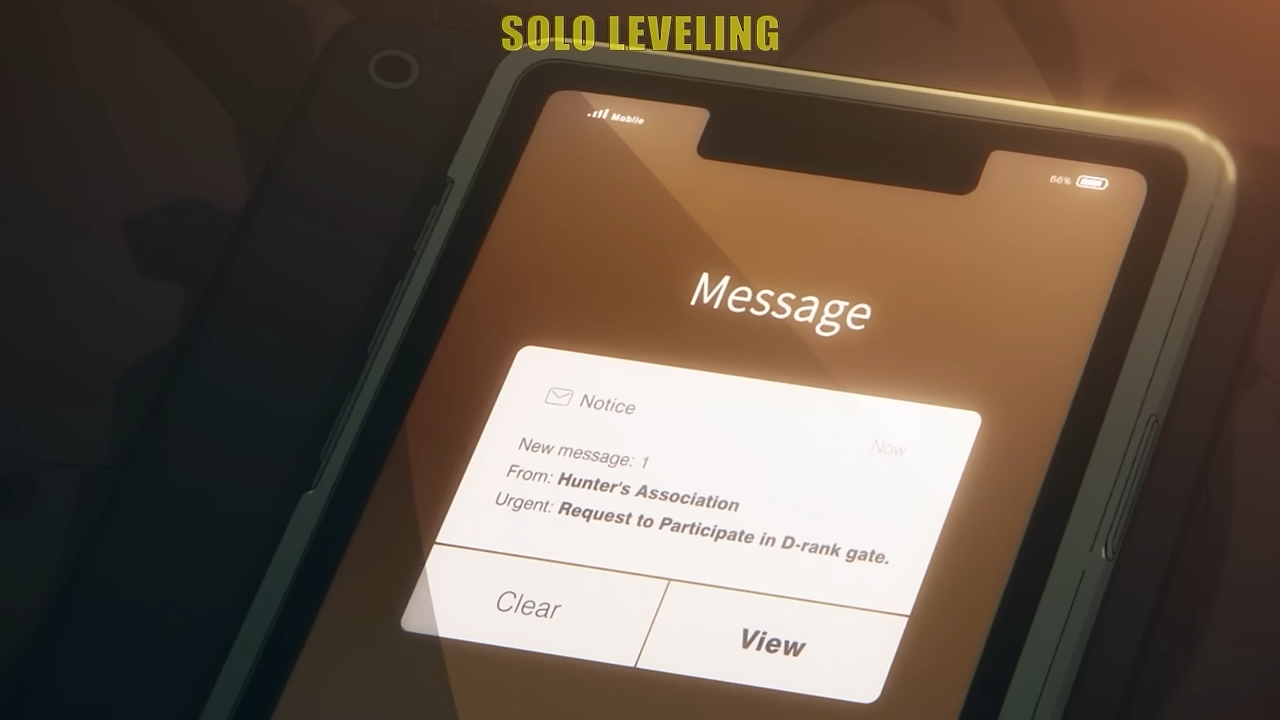 SOLO LEVELING
Mobile
66%
Message
Notice
Now
New message: 1
From: Hunter's Association
Urgent: Request to Participate in D-rank gate.
Clear
View